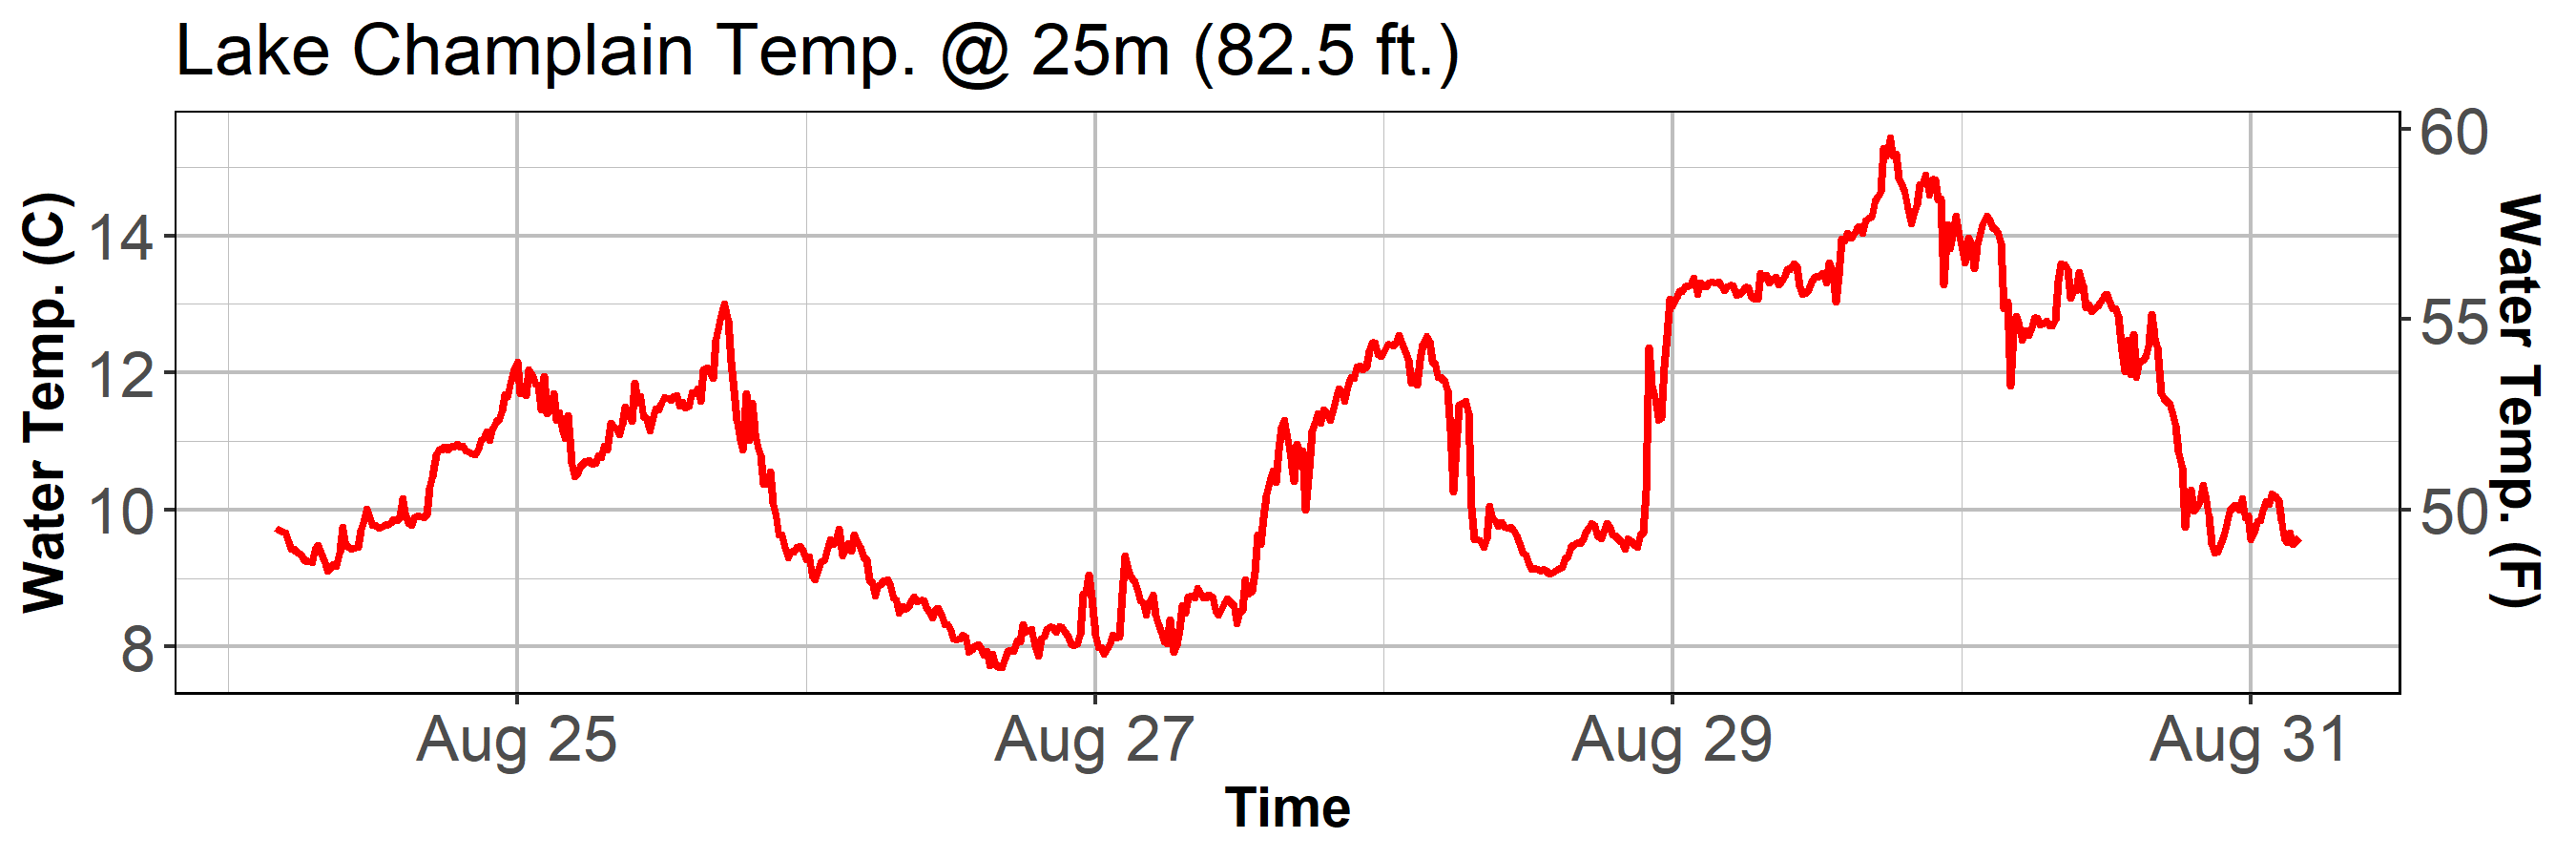 Lake Champlain Temp. @ 25m (82.5 ft.)
Water Temp. (C)
14
12
10
8
60
55
50
Water Temp. (F)
Aug 25 Aug 27 Aug 29 Aug 31
Time